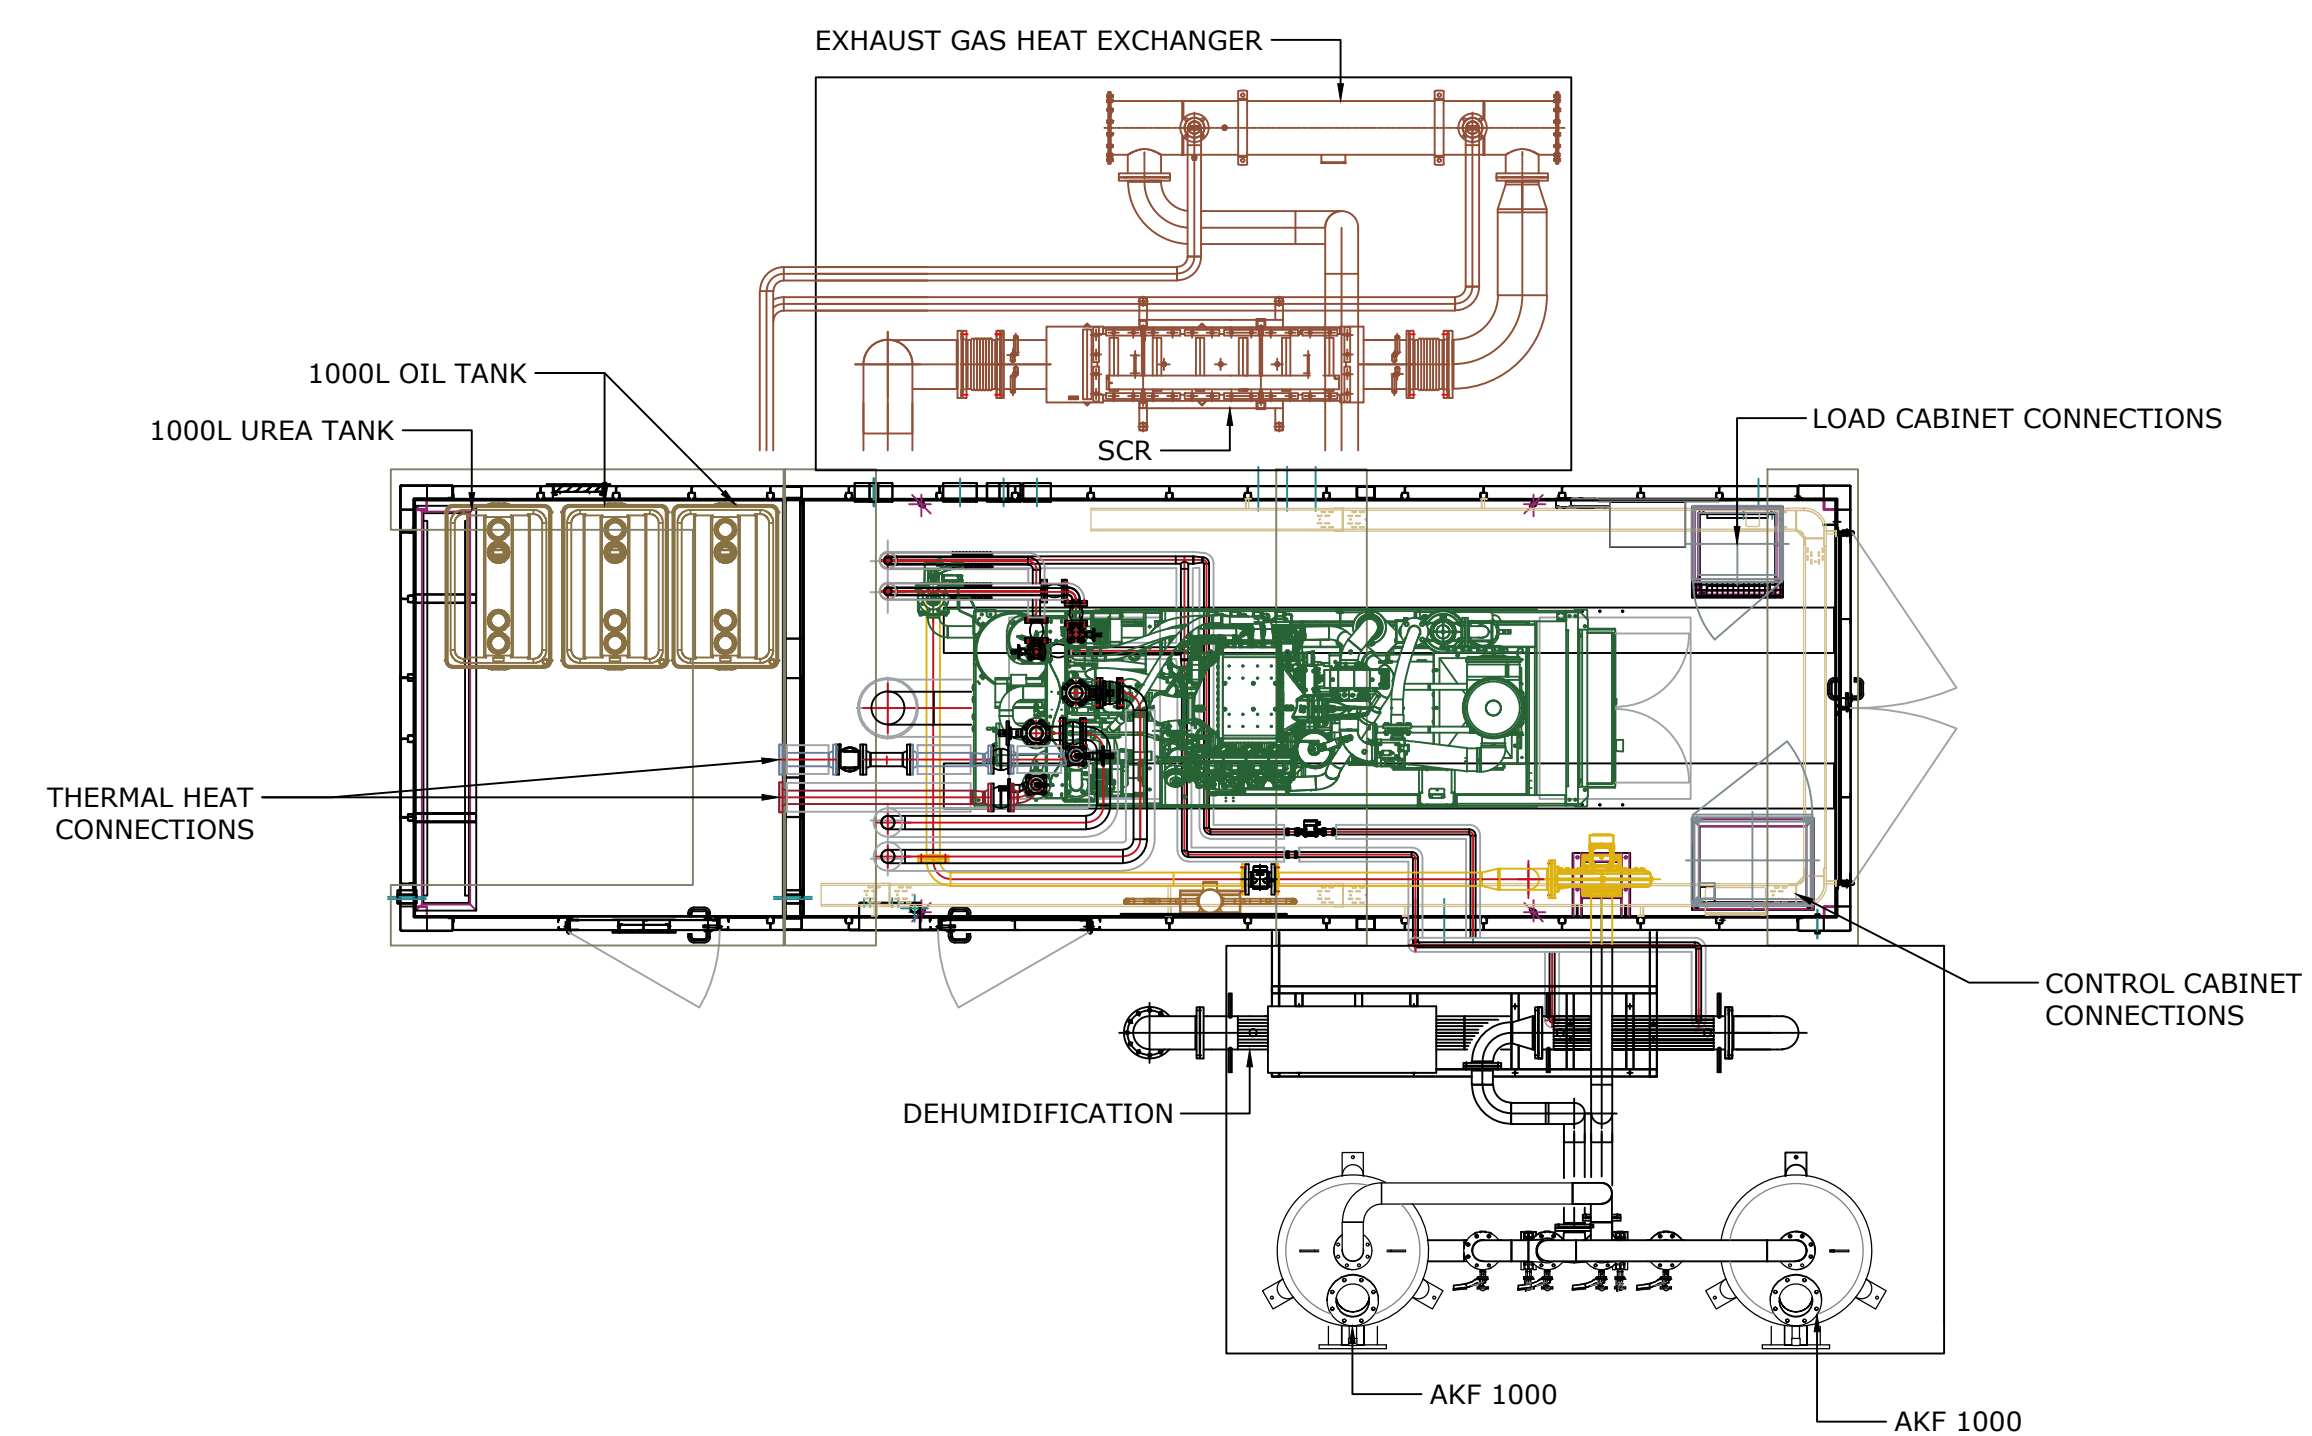 EXHAUST GAS HEAT EXCHANGER
1000L OIL TANK
1000L UREA TANK
LOAD CABINET CONNECTIONS
SCR
THERMAL HEAT
CONNECTIONS
CONTROL CABINET
CONNECTIONS
DEHUMIDIFICATION
AKF 1000
AKF 1000